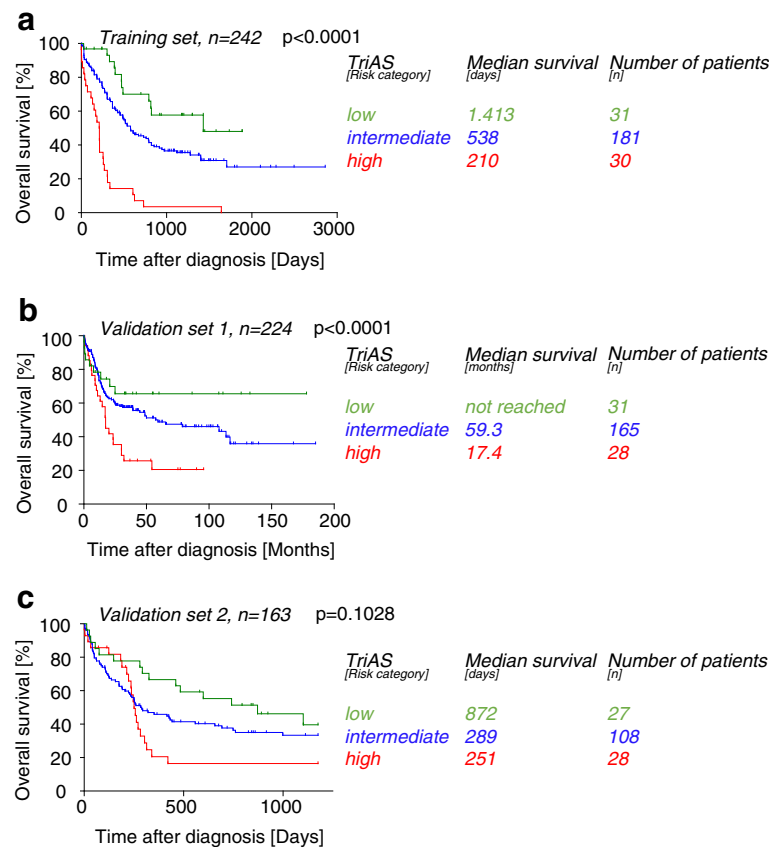 a
Training set, n=242 p<0.0001
Overall survival [%]
100
80
60
40
20
0
0 1000 2000 3000
Time after diagnosis [Days]
TriAS Median survival Number of patients
[Risk category] [days] [n]
low 1.413 31
intermediate 538 181
high 210 30
b
Validation set 1, n=224 p<0.0001
Overall survival [%]
100
80
60
40
20
0
0 50 100 150 200
Time after diagnosis [Months]
TriAS Median survival Number of patients
[Risk category] [months] [n]
low not reached 31
intermediate 59.3 165
high 17.4 28
c
Validation set 2, n=163 p=0.1028
Overall survival [%]
100
80
60
40
20
0
0 500 1000
Time after diagnosis [Days]
TriAS Median survival Number of patients
[Risk category] [days] [n]
low 872 27
intermediate 289 108
high 251 28